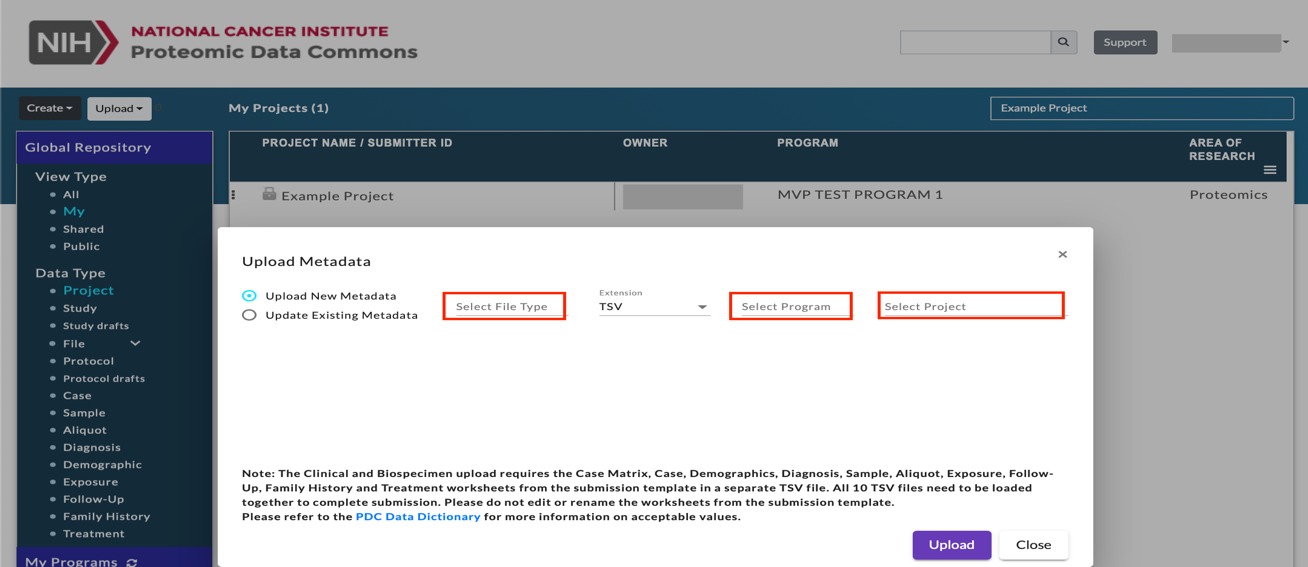 NIH
NATIONAL CANCER INSTITUTE
Proteomic Data Commons
Support
Create
Upload
My Projects (1)
Example Project
Global Repository
View Type
All
My
Shared
Public
Data Type
Project
Study
Study drafts
File
Protocol
Protocol drafts
Case
Sample
Aliquot
Diagnosis
Demographic
Exposure
Follow-Up
Family History
Treatment
My Programs
PROJECT NAME / SUBMITTER ID
OWNER
PROGRAM
AREA OF
RESEARCH
Example Project
MVP TEST PROGRAM 1
Proteomics
Upload Metadata
×
Upload New Metadata
Update Existing Metadata
Select File Type
Extension
TSV
Select Program
Select Project
Note: The Clinical and Biospecimen upload requires the Case Matrix, Case, Demographics, Diagnosis, Sample, Aliquot, Exposure, Follow-
Up, Family History and Treatment worksheets from the submission template in a separate TSV file. All 10 TSV files need to be loaded
together to complete submission. Please do not edit or rename the worksheets from the submission template.
Please refer to the PDC Data Dictionary for more information on acceptable values.
Upload
Close